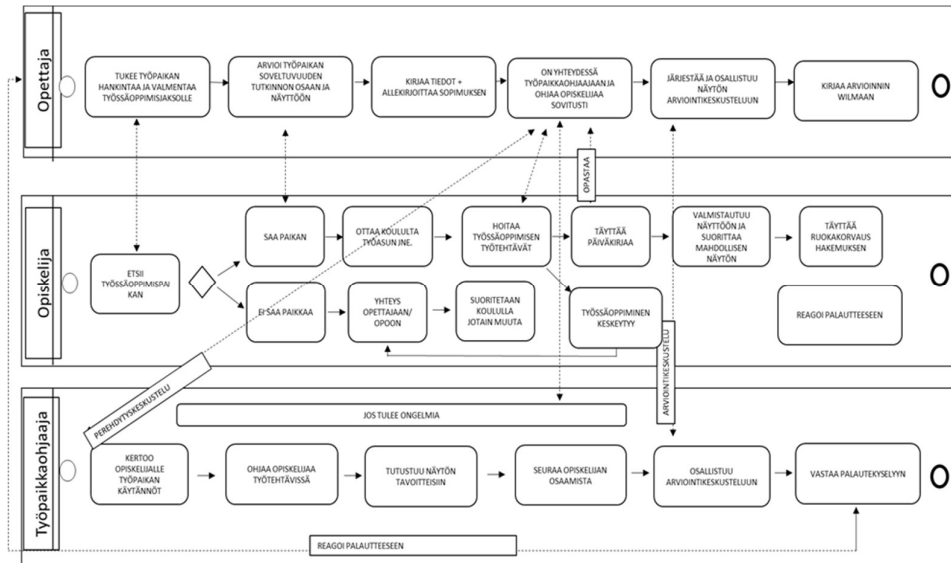 Opettaja
TUKEE TYÖPAIKAN
HANKINTAA JA VALMENTAA
TYÖSSÄOPPIMISJAKSOLLE
ARVIOI TYÖPAIKAN
SOVELTUVUUDEN
TUTKINNON OSAAN JA
NÄYTTÖÖN
KIRJAA TIEDOT +
ALLEKIRJOITTAA SOPIMUKSEN
ON YHTEYDESSÄ
TYÖPAIKKAOHJAAJAAN JA
OHJAA OPISKELIJAA
SOVITUSTI
JÄRJESTÄÄ JA OSALLISTUU
NÄYTÖN
ARVIOINTIKESKUSTELUUN
KIRJAA ARVIOINNIN
WILMAAN
OPASTAA
Opiskelija
ETSII
TYÖSSÄOPPIMISPAI
KAN
SAA PAIKAN
OTTAA KOULULTA
TYÖASUN JNE.
HOITAA
TYÖSSÄOPPIMISEN
TYÖTEHTÄVÄT
TÄYTTÄÄ
PÄIVÄKIRJAA
VALMISTAUTUU
NÄYTTÖÖN JA
SUORITTAA
MAHDOLLISEN
NÄYTÖN
TÄYTTÄÄ
RUOKAKORVAUS
HAKEMUKSEN
EI SAA PAIKKAA
YHTEYS
OPETTAJAAN/
OPOON
SUORITETAAN
KOULULLA
JOTAIN MUUTA
TYÖSSÄOPPIMINEN
KESKEYTYY
REAGOI PALAUTTEESEEN
ARVIOINTIKESKUSTELU
PEREHDYTYSKESKUSTELU
Työpaikkaohjaaja
JOS TULEE ONGELMIA
KERTOO
OPISKELIJALLE
TYÖPAIKAN
KÄYTÄNNÖT
OHJAA OPISKELIJAA
TYÖTEHTÄVISSÄ
TUTUSTUU NÄYTÖN
TAVOITTEISIIN
SEURAA OPISKELIJAN
OSAAMISTA
OSALLISTUU
ARVIOINTIKESKUSTELUUN
VASTAA PALAUTEKYSELYYN
REAGOI PALAUTTEESEEN